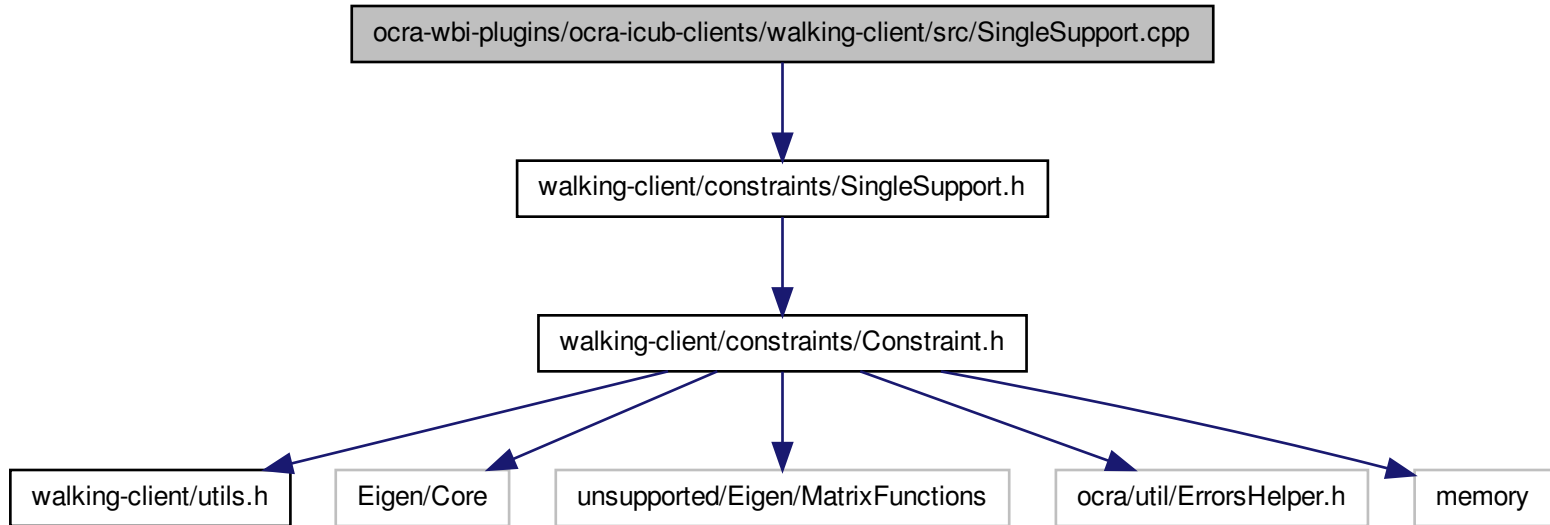 ocra-wbi-plugins/ocra-icub-clients/walking-client/src/SingleSupport.cpp
walking-client/constraints/SingleSupport.h
walking-client/constraints/Constraint.h
walking-client/utils.h
Eigen/Core
unsupported/Eigen/MatrixFunctions
ocra/util/ErrorsHelper.h
memory